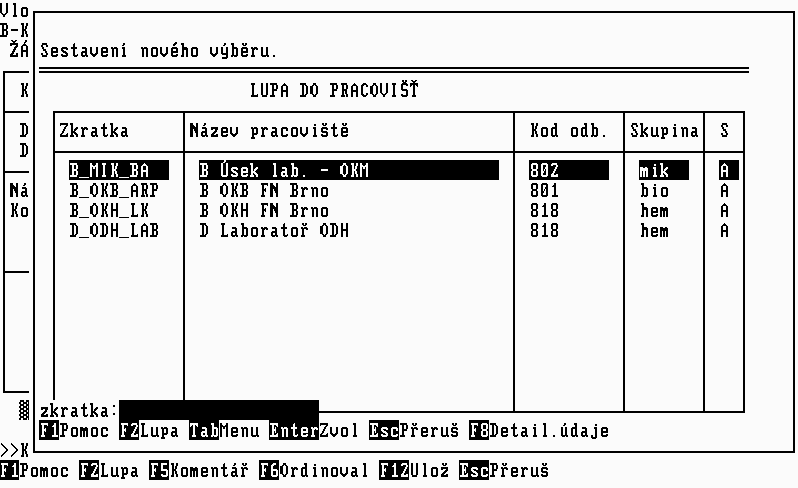 Vlo
B-K
ŽÁ Sestavení nového výběru.
K LUPA DO PRACOVIŠŤ
D Zkratka Název pracoviště Kod odb. Skupina S
D
B_MIK_BA B Úsek lab. - OKM 802 mik A
Ná B_OKB_ARP B OKB FN Brno 801 bio A
Ko B_OKH_LK B OKH FN Brno 818 hem A
D_ODH_LAB D Laboratoř ODH 818 hem A
zkratka:
F1Pomoc F2Lupa TabMenu EnterZvol EscPřeruš F8Detail.údaje
>>K
F1Pomoc F2Lupa F5Komentář F6Ordinoval F12Ulož EscPřeruš